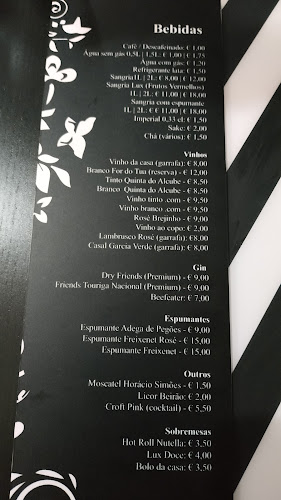 Bebidas
Café / Descafeinado: € 1,00
Água sem gás 0,5L | 1,5L: € 1,00 | € 1,75
Água com gás: € 1,20
Refrigerante lata: € 1,50
Sangria1L | 2L: € 8,00 | € 12,00
Sangria Lux (Frutos Vermelhos)
1L | 2L: € 11,00 | € 18,00
Sangria com espumante
1L | 2L: € 11,00 | € 18,00
Imperial 0,33 cl: € 1,50
Sake: € 2,00
Chá (vários): € 1,50
Vinhos
Vinho da casa (garrafa): € 8,00
Branco For do Tua (reserva) - € 12,00
Tinto Quinta do Alcube - € 8,50
Branco Quinta do Alcube - € 8,50
Vinho tinto .com - € 9,50
Vinho branco .com - € 9,50
Rosé Brejinho - € 9,00
Vinho ao copo: € 2,00
Lambrusco Rosé (garrafa): €8,00
Casal Garcia Verde (garrafa): €8,00
Gin
Dry Friends (Premium) - € 9,00
Friends Touriga Nacional (Premium) - € 9,00
Beefeater: € 7,00
Espumantes
Espumante Adega de Pegões - € 9,00
Espumante Freixenet Rosé - € 15,00
Espumante Freixenet - € 15,00
Outros
Moscatel Horácio Simões - € 1,50
Licor Beirão: € 2,00
Croft Pink (cocktail) - € 5,50
Sobremesas
Hot Roll Nutella: € 3,50
Lux Doce: € 4,00
Bolo da casa: € 3,50